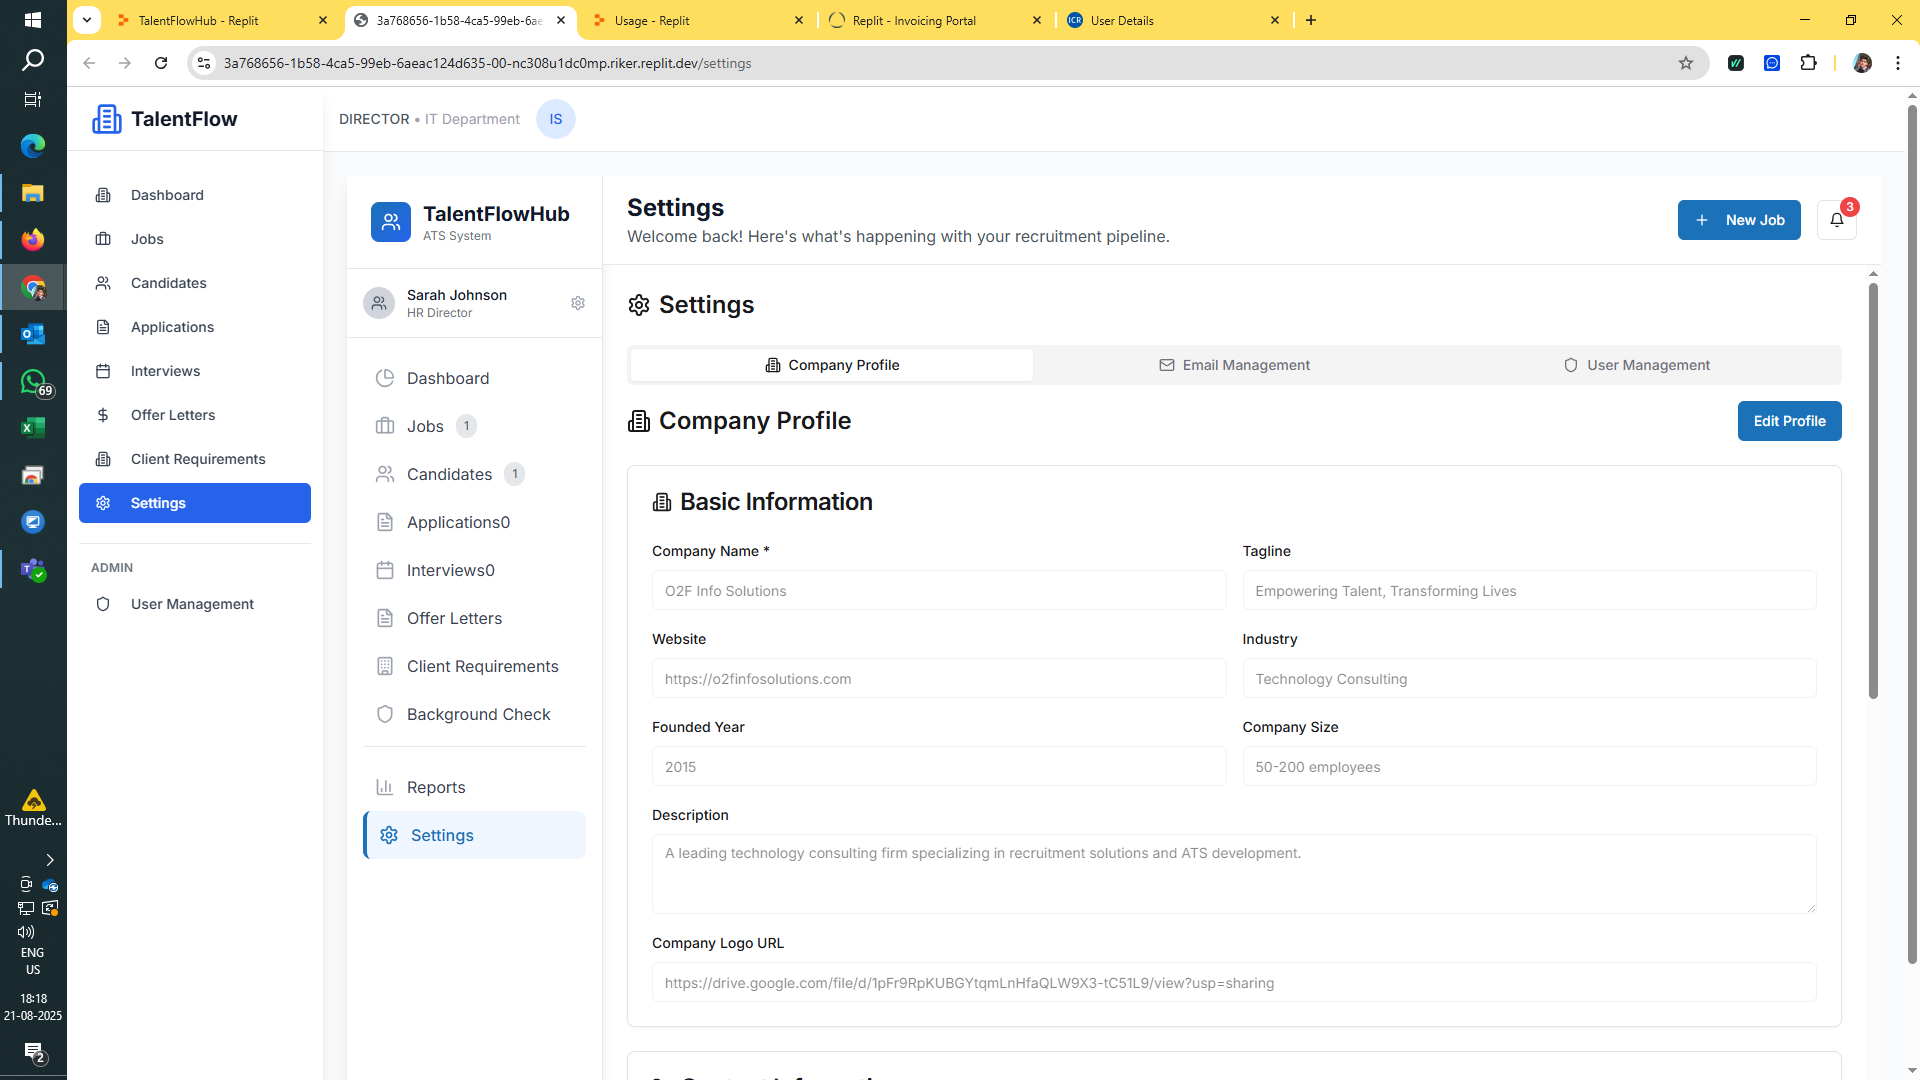 TalentFlowHub - Replit
3a768656-1b58-4ca5-99eb-6ae
Usage - Replit
Replit - Invoicing Portal
ICR
User Details
3a768656-1b58-4ca5-99eb-6aeac124d635-00-nc308u1dc0mp.riker.replit.dev/settings
TalentFlow
DIRECTOR • IT Department
IS
Dashboard
Jobs
Candidates
Applications
Interviews
Offer Letters
Client Requirements
Settings
ADMIN
User Management
TalentFlowHub
ATS System
Sarah Johnson
HR Director
Dashboard
Jobs 1
Candidates 1
Applications0
Interviews0
Offer Letters
Client Requirements
Background Check
Reports
Settings
Settings
Welcome back! Here's what's happening with your recruitment pipeline.
+ New Job
3
Settings
Company Profile
Email Management
User Management
Company Profile
Edit Profile
Basic Information
Company Name *
Tagline
O2F Info Solutions
Empowering Talent, Transforming Lives
Website
Industry
https://o2finfosolutions.com
Technology Consulting
Founded Year
Company Size
2015
50-200 employees
Description
A leading technology consulting firm specializing in recruitment solutions and ATS development.
Company Logo URL
https://drive.google.com/file/d/1pFr9RpKUBGYtqmLnHfaQLW9X3-tC51L9/view?usp=sharing
69
Thunde...
ENG
US
18:18
21-08-2025
2